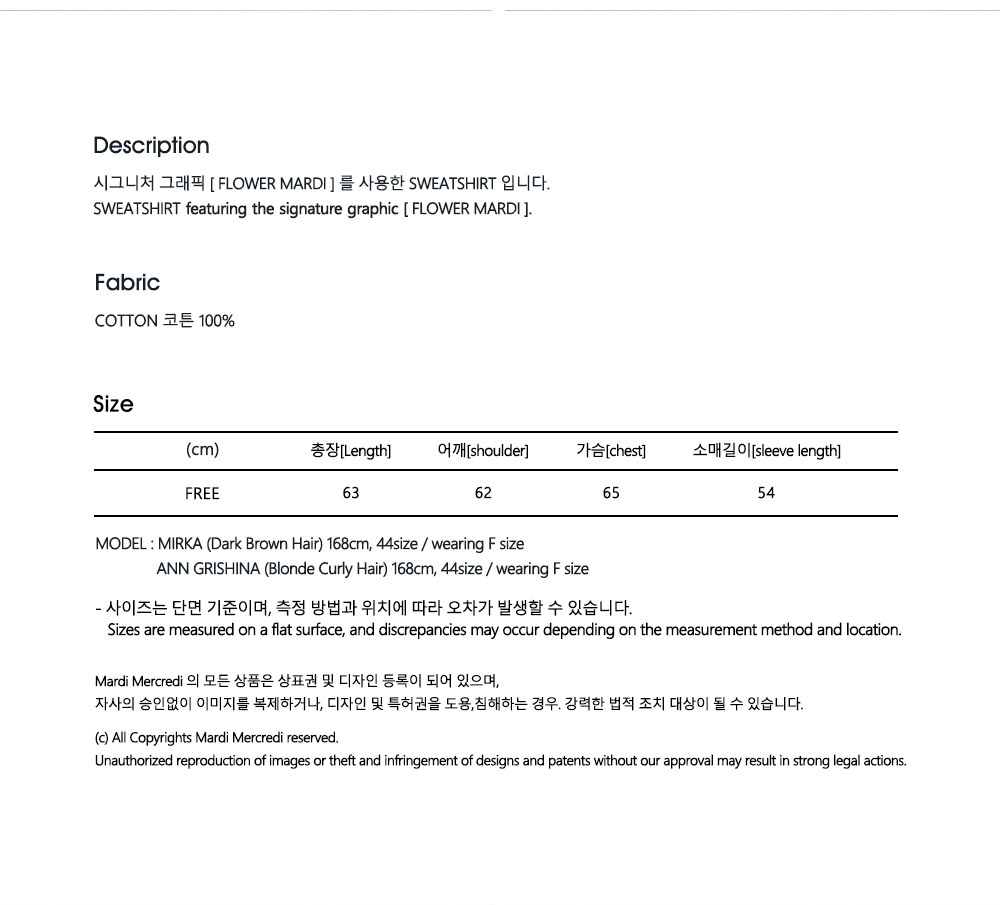 Description
시그니처 그래픽 [ FLOWER MARDI ] 를 사용한 SWEATSHIRT 입니다.
SWEATSHIRT featuring the signature graphic [ FLOWER MARDI ].
Fabric
COTTON 코튼 100%
Size
(cm) 총장[Length] 어깨[shoulder] 가슴[chest] 소매길이[sleeve length]
FREE 63 62 65 54
MODEL : MIRKA (Dark Brown Hair) 168cm, 44size / wearing F size
ANN GRISHINA (Blonde Curly Hair) 168cm, 44size / wearing F size
- 사이즈는 단면 기준이며, 측정 방법과 위치에 따라 오차가 발생할 수 있습니다.
Sizes are measured on a flat surface, and discrepancies may occur depending on the measurement method and location.
Mardi Mercredi 의 모든 상품은 상표권 및 디자인 등록이 되어 있으며,
자사의 승인없이 이미지를 복제하거나, 디자인 및 특허권을 도용,침해하는 경우. 강력한 법적 조치 대상이 될 수 있습니다.
(c) All Copyrights Mardi Mercredi reserved.
Unauthorized reproduction of images or theft and infringement of designs and patents without our approval may result in strong legal actions.